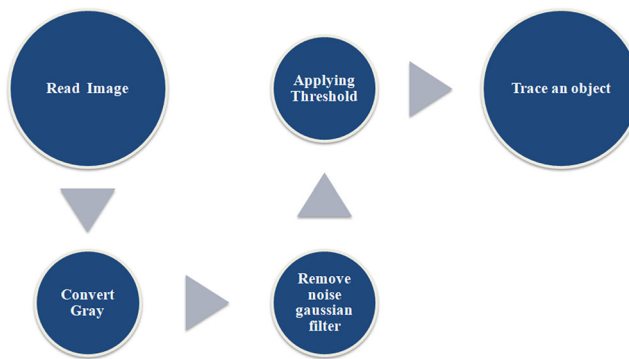 Read Image
Convert
Gray
Remove
noise
gaussian
filter
Applying
Threshold
Trace an object